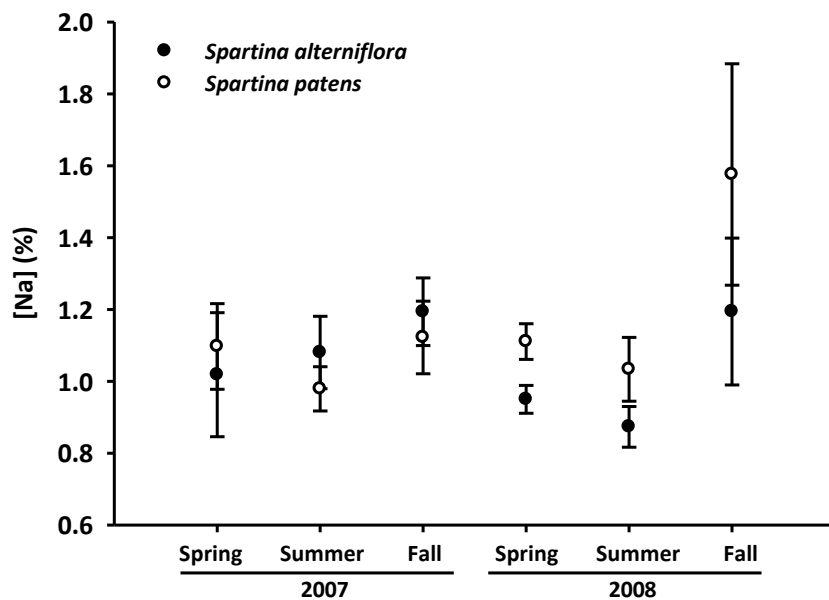 2.0
Spartina alterniflora
Spartina patens
1.8
1.6
1.4
[Na] (%)
1.2
1.0
0.8
0.6
Spring Summer Fall Spring Summer Fall
2007 2008